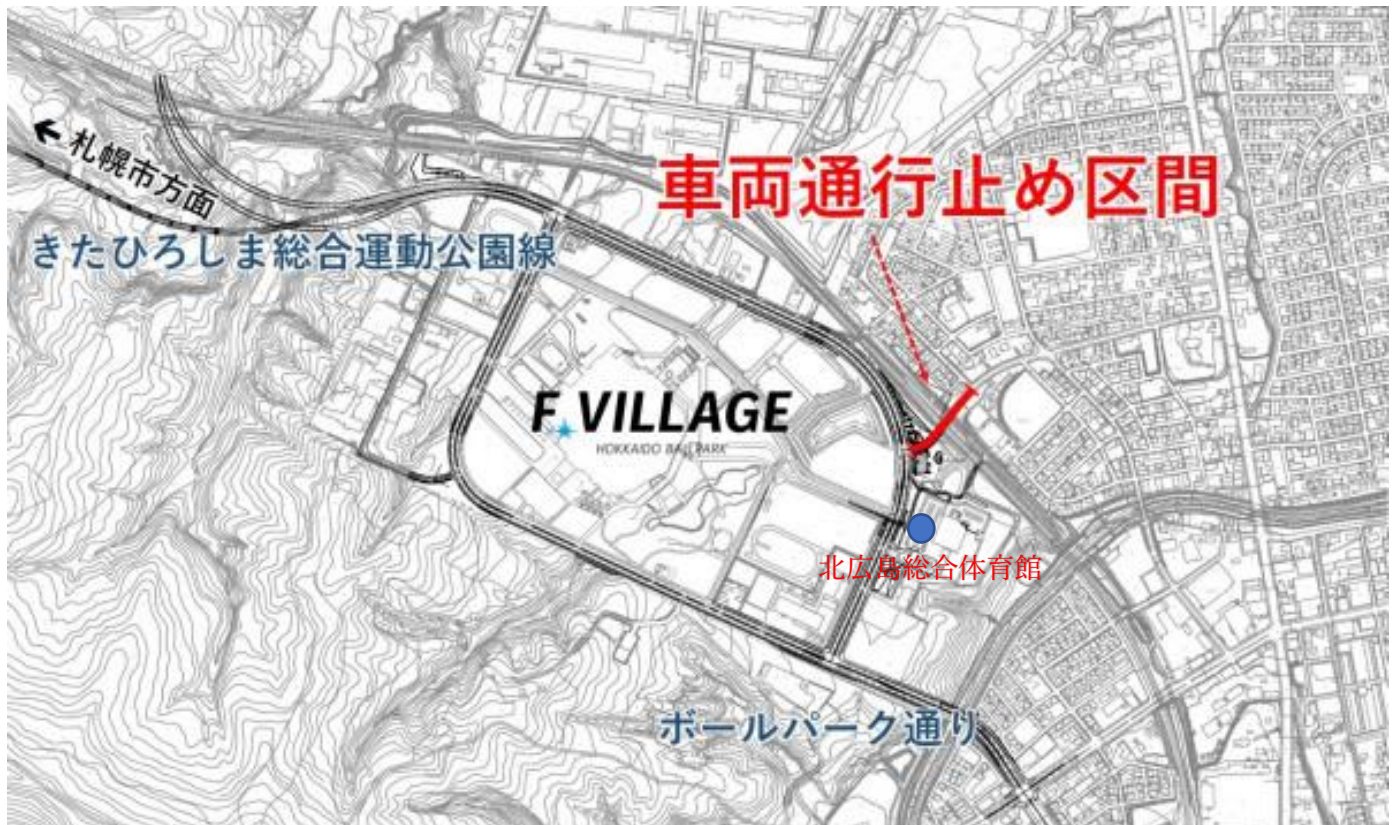 ← 札幌市方面
車両通行止め区間
きたひろしま総合運動公園線
F VILLAGE
HOKKAIDO BALLPARK
北広島総合体育館
ボールパーク通り